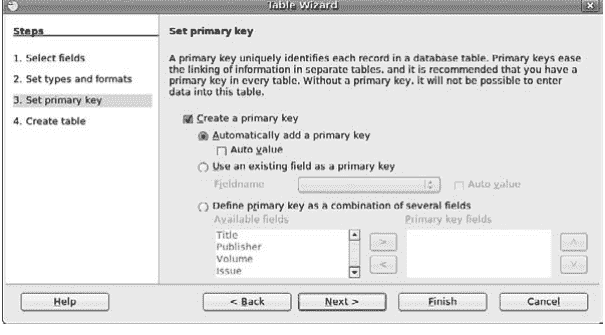 Table Wizard
Steps
1. Select fields
2. Set types and formats
3. Set primary key
4. Create table
Set primary key
A primary key uniquely identifies each record in a database table. Primary keys ease
the linking of information in separate tables, and it is recommended that you have a
primary key in every table. Without a primary key, it will not be possible to enter
data into this table.
Create a primary key
Automatically add a primary key
Auto value
Use an existing field as a primary key
Fieldname
Auto value
Define primary key as a combination of several fields
Available fields
Primary key fields
Title
Publisher
Volume
Issue
>
<
^
v
Help
< Back
Next >
Finish
Cancel